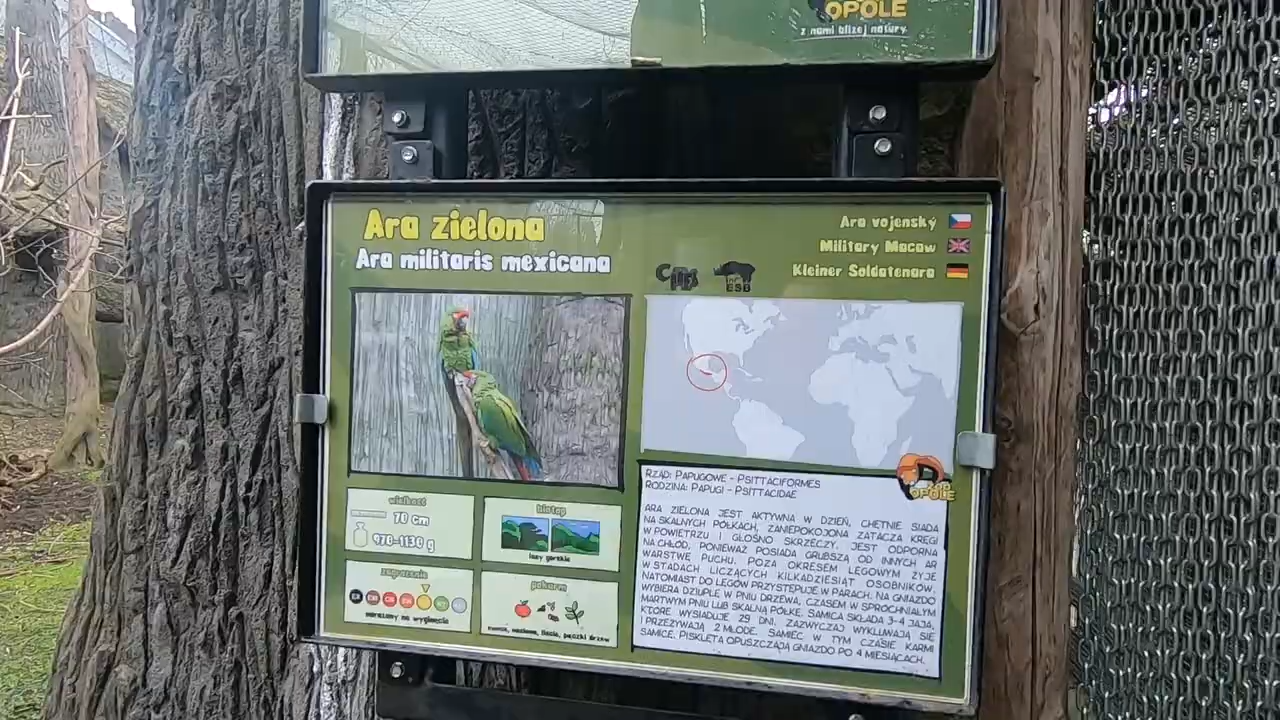 OPOLE
z nami bliżej natury
Ara zielona
Ara militaris mexicana
Ara vojenský
Military Macaw
Kleiner Soldatenara
ESB
wielkość
70 cm
970-1130 g
biotop
lasy górskie
zagrożenie
narażony na wyginięcie
pokarm
owoce, nasiona, liście, pączki drzew
OPOLE
RZĄD: PAPUGOWE - PSITTACIFORMES
RODZINA: PAPUGI - PSITTACIDAE
ARA ZIELONA JEST AKTYWNA W DZIEŃ, CHĘTNIE SIADA
NA SKALNYCH PÓŁKACH, ZANIEPOKOJONA ZATACZA KRĘGI
W POWIETRZU I GŁOŚNO SKRZECZY. JEST ODPORNA
NA CHŁÓD, PONIEWAŻ POSIADA GRUBSZĄ OD INNYCH AR
WARSTWĘ PUCHU. POZA OKRESEM LĘGOWYM ŻYJE
W STADACH LICZĄCYCH KILKADZIESIĄT OSOBNIKÓW,
NATOMIAST DO LĘGÓW PRZYSTĘPUJE W PARACH. NA GNIAZDO
WYBIERA DZIUPLE W PNIU DRZEWA, CZASEM W SPRÓCHNIAŁYM
MARTWYM PNIU LUB SKALNĄ PÓŁKĘ. SAMICA SKŁADA 3-4 JAJA,
KTÓRE WYSIADUJE 29 DNI. ZAZWYCZAJ WYKLUWAJĄ SIĘ
I PRZEŻYWAJĄ 2 MŁODE. SAMIEC W TYM CZASIE KARMI
SAMICĘ. PISKLĘTA OPUSZCZAJĄ GNIAZDO PO 4 MIESIĄCACH.